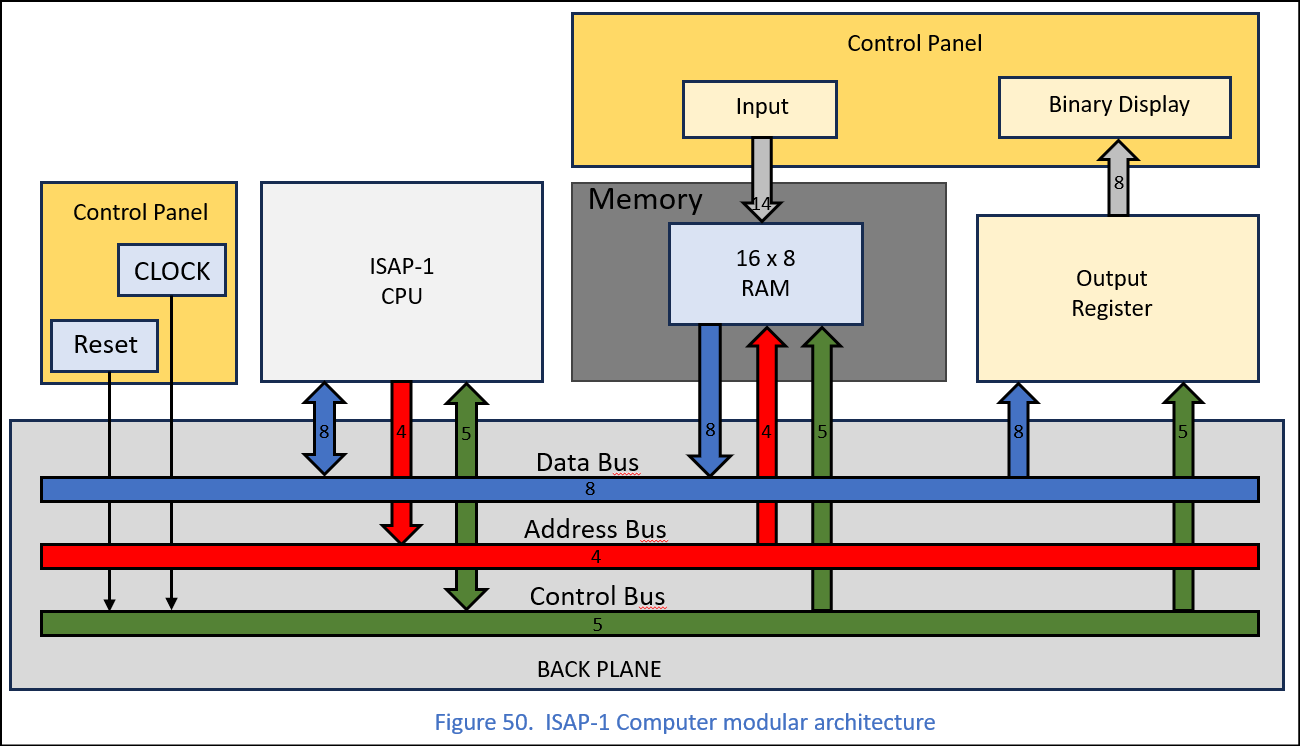 Control Panel
Input
Binary Display
14
8
Control Panel
CLOCK
Reset
ISAP-1
CPU
Memory
16 x 8
RAM
Output
Register
8
4
5
8
4
5
8
5
Data Bus
8
Address Bus
4
Control Bus
5
BACK PLANE
Figure 50.  ISAP-1 Computer modular architecture